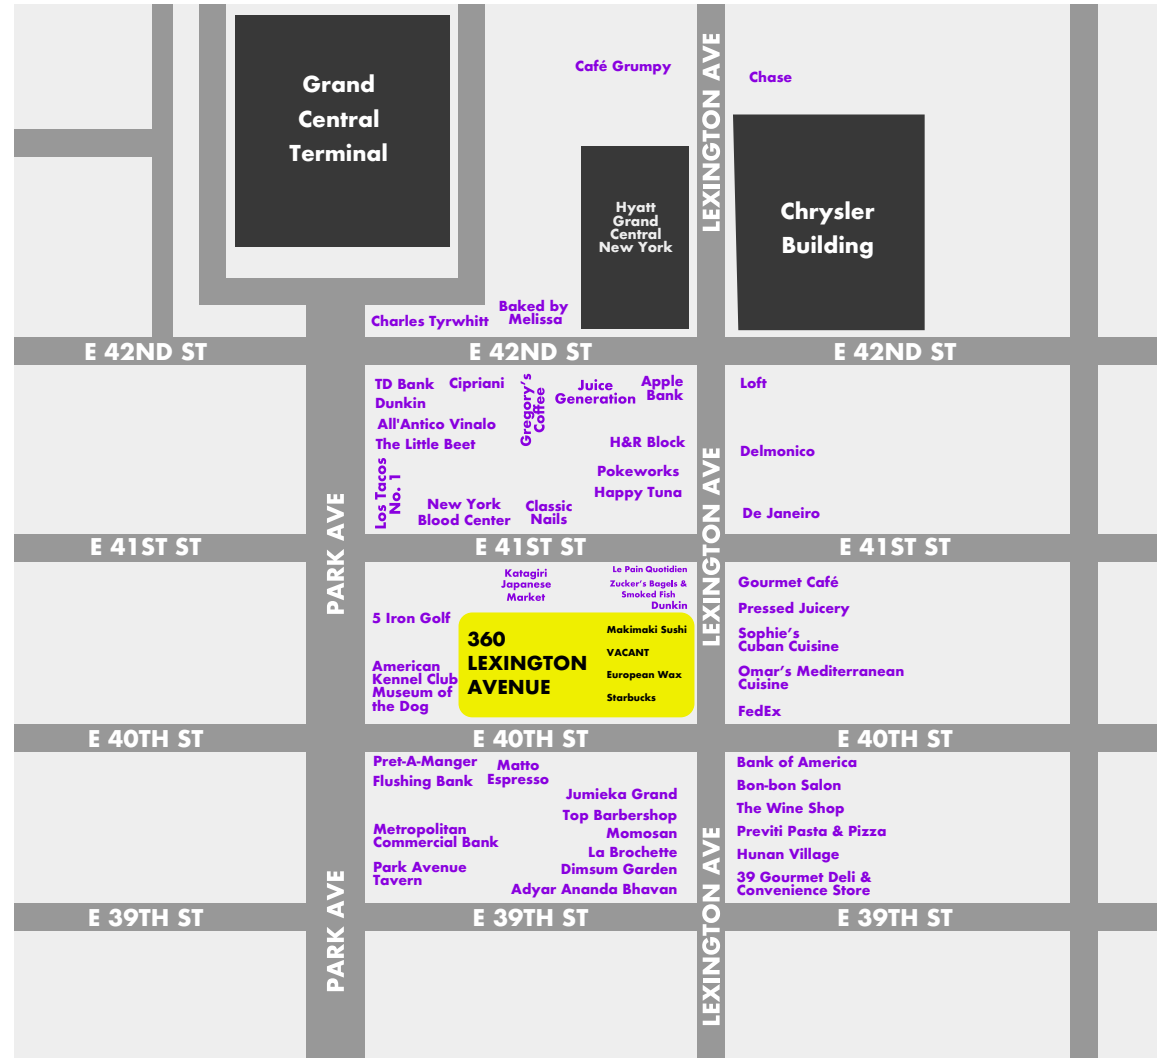 Grand
Central
Terminal
Café Grumpy
LEXINGTON AVE
Chase
Hyatt
Grand
Central
New York
Chrysler
Building
Charles Tyrwhitt
Baked by
Melissa
E 42ND ST
E 42ND ST
E 42ND ST
TD Bank
Cipriani
Gregory's
Coffee
Juice
Generation
Apple
Bank
Dunkin
All'Antico Vinalo
The Little Beet
H&R Block
Los Tacos
No. 1
New York
Blood Center
Classic
Nails
Pokeworks
Happy Tuna
Loft
Delmonico
De Janeiro
PARK AVE
LEXINGTON AVE
E 41ST ST
E 41ST ST
E 41ST ST
Katagiri
Japanese
Market
Le Pain Quotidien
Zucker's Bagels &
Smoked Fish
Dunkin
5 Iron Golf
American
Kennel Club
Museum of
the Dog
360
LEXINGTON
AVENUE
Makimaki Sushi
VACANT
European Wax
Starbucks
Gourmet Café
Pressed Juicery
Sophie's
Cuban Cuisine
Omar's Mediterranean
Cuisine
FedEx
E 40TH ST
E 40TH ST
E 40TH ST
Pret-A-Manger
Flushing Bank
Matto
Espresso
Metropolitan
Commercial Bank
Park Avenue
Tavern
Jumieka Grand
Top Barbershop
Momosan
La Brochette
Dimsum Garden
Adyar Ananda Bhavan
Bank of America
Bon-bon Salon
The Wine Shop
Previti Pasta & Pizza
Hunan Village
39 Gourmet Deli &
Convenience Store
PARK AVE
LEXINGTON AVE
E 39TH ST
E 39TH ST
E 39TH ST